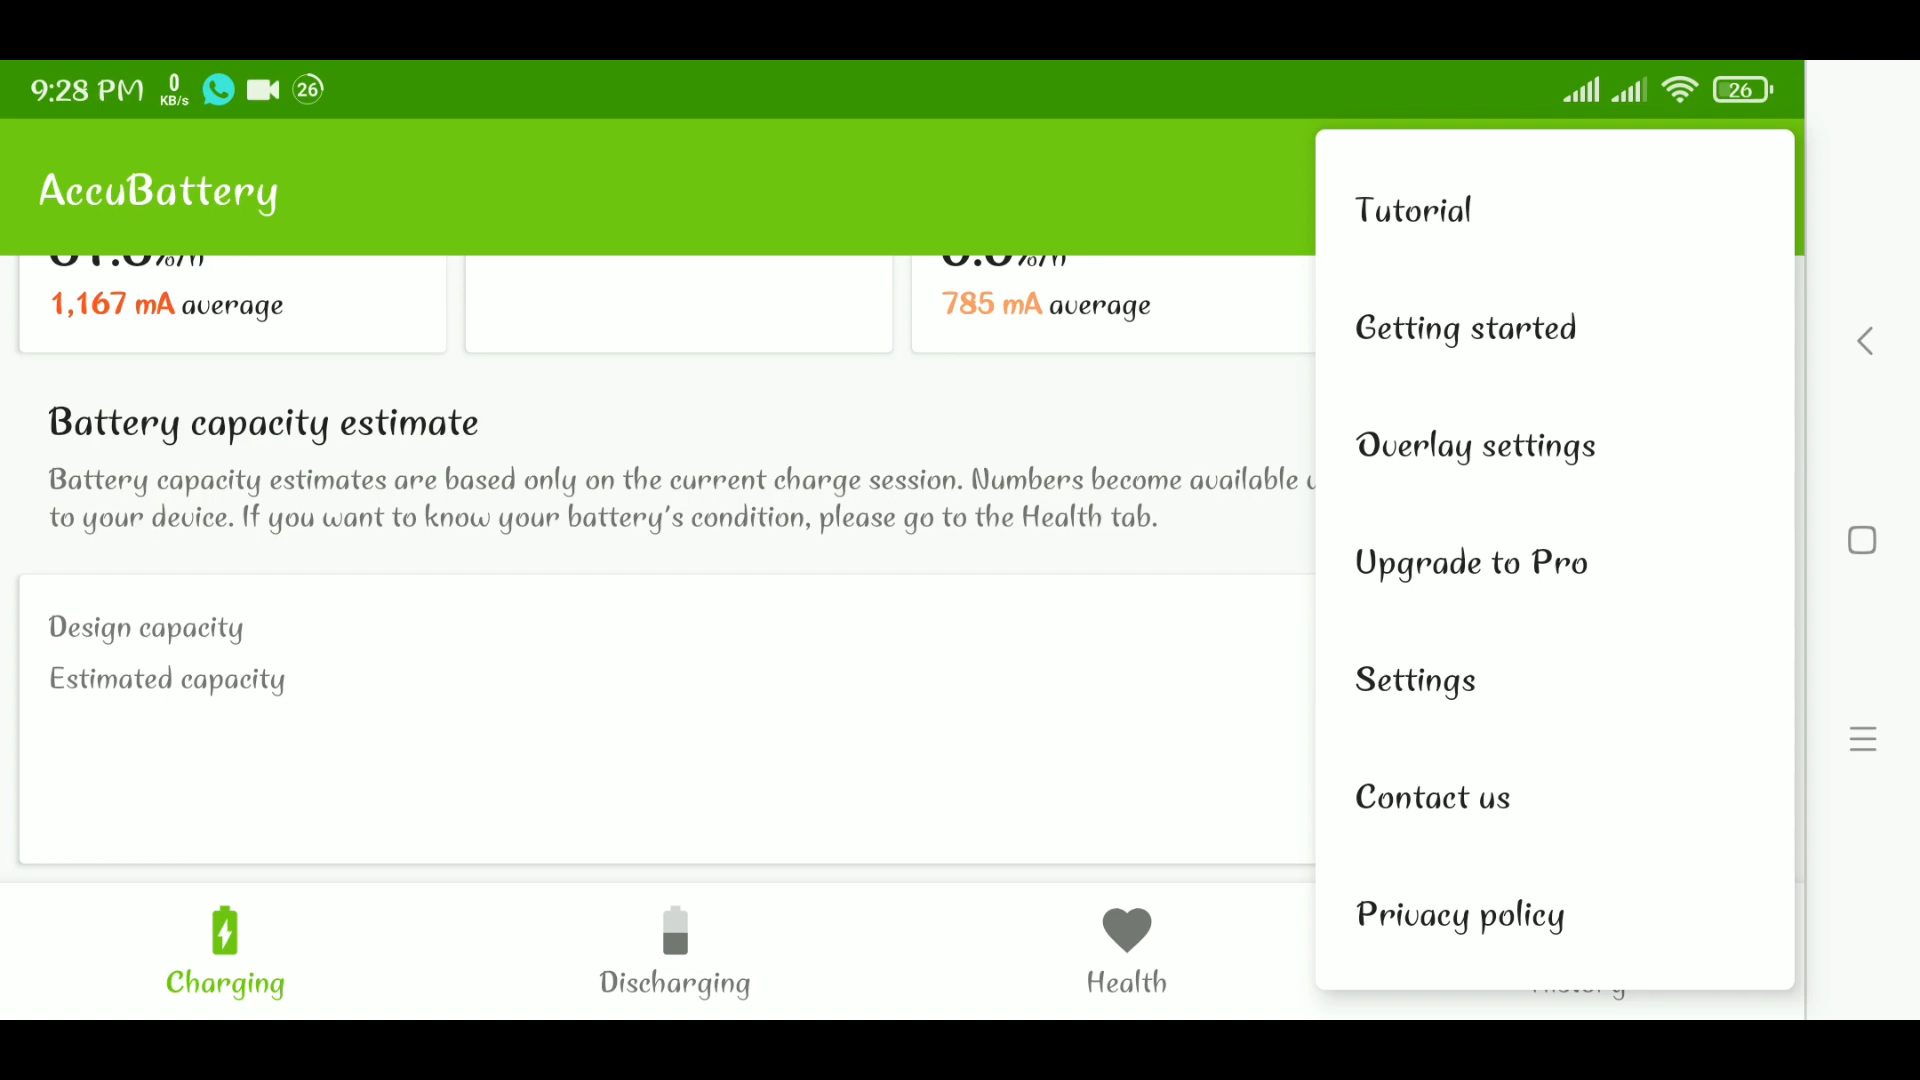 9:28 PM 0 KB/s 26 26
AccuBattery
1,167 mA average
785 mA average
Battery capacity estimate
Battery capacity estimates are based only on the current charge session. Numbers become available
to your device. If you want to know your battery's condition, please go to the Health tab.
Design capacity
Estimated capacity
Tutorial
Getting started
Overlay settings
Upgrade to Pro
Settings
Contact us
Privacy policy
Charging
Discharging
Health